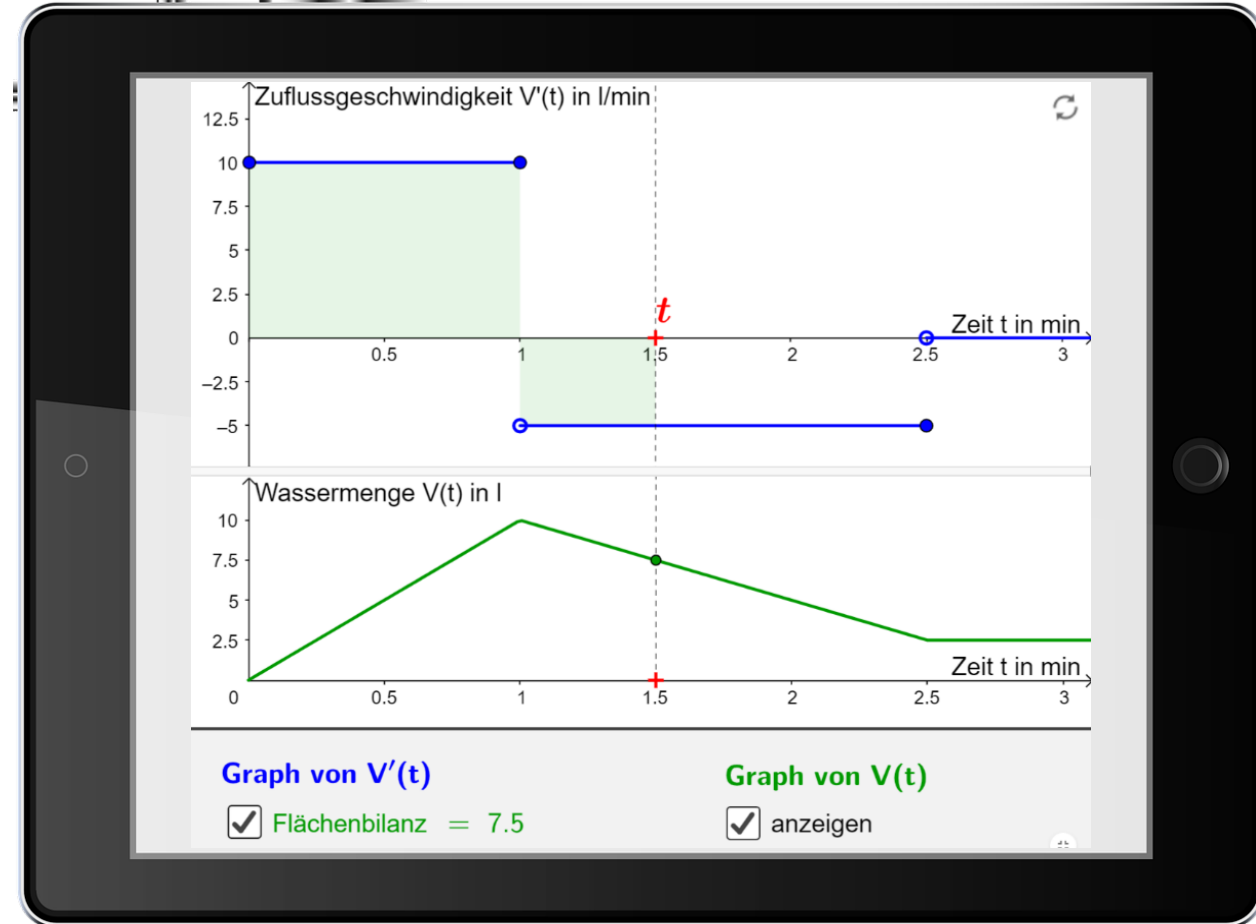 Zuflussgeschwindigkeit V'(t) in l/min
12.5
10
7.5
5
2.5
t
0
Zeit t in min
0.5 1 1.5 2 2.5 3
–2.5
–5
Wassermenge V(t) in l
10
7.5
5
2.5
Zeit t in min
0 0.5 1 1.5 2 2.5 3
Graph von V′(t) Graph von V(t)
Flächenbilanz = 7.5 anzeigen